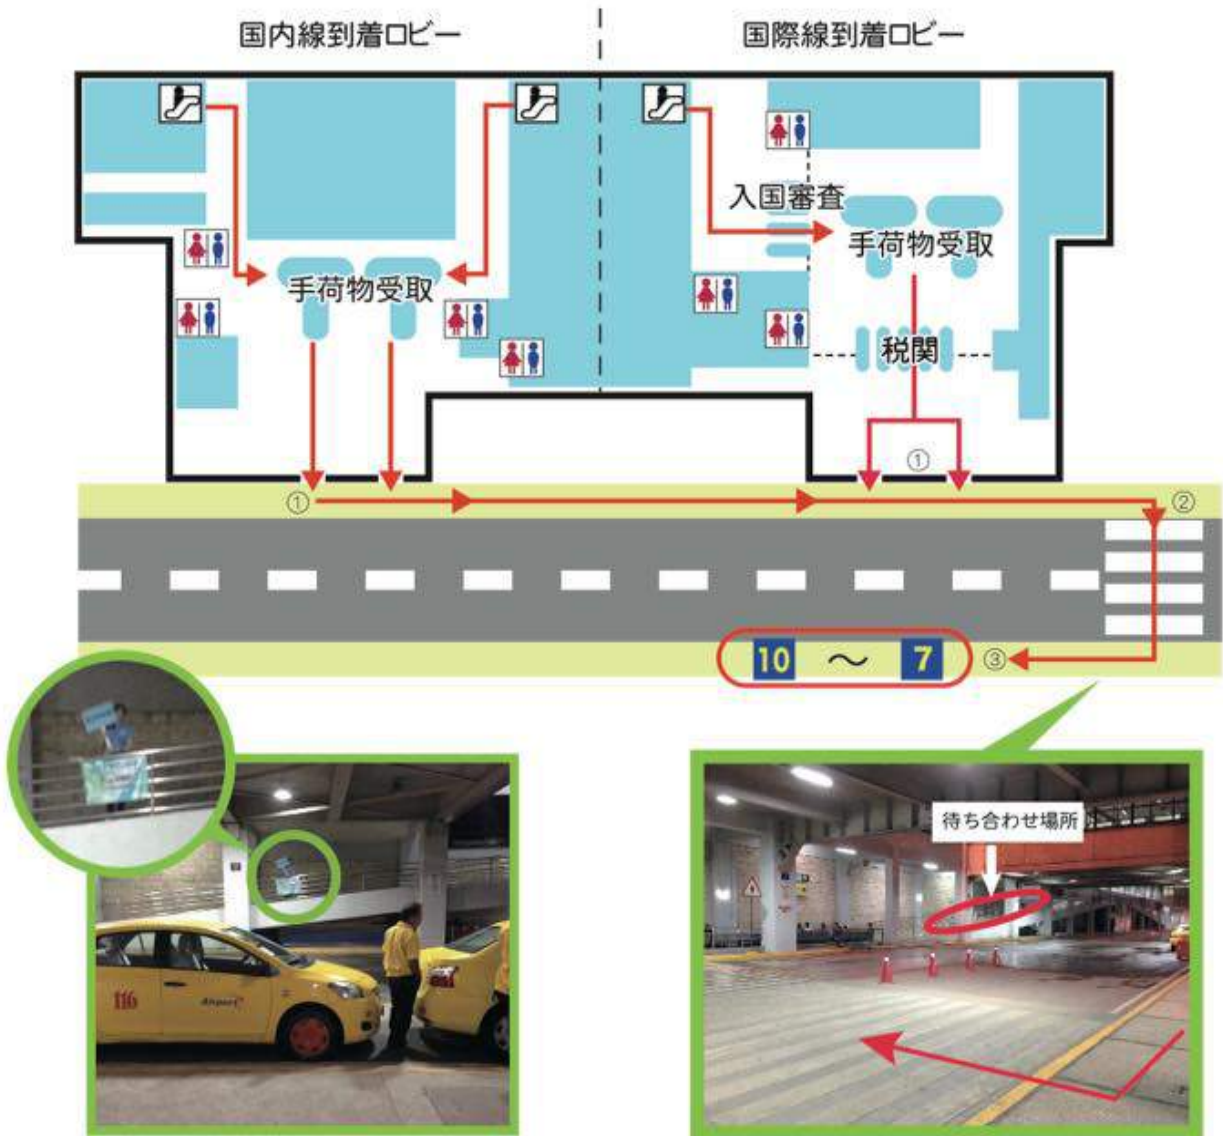 国内線到着ロビー
国際線到着ロビー
入国審査
手荷物受取
手荷物受取
税関
①
①
②
10 ～ 7
③
待ち合わせ場所
116
Airport